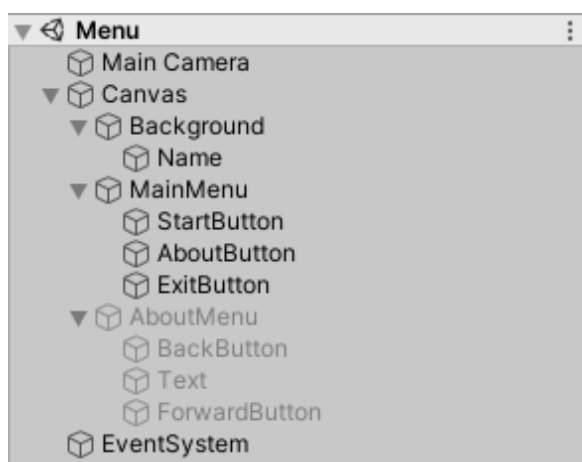 Menu
Main Camera
Canvas
Background
Name
MainMenu
StartButton
AboutButton
ExitButton
AboutMenu
BackButton
Text
ForwardButton
EventSystem